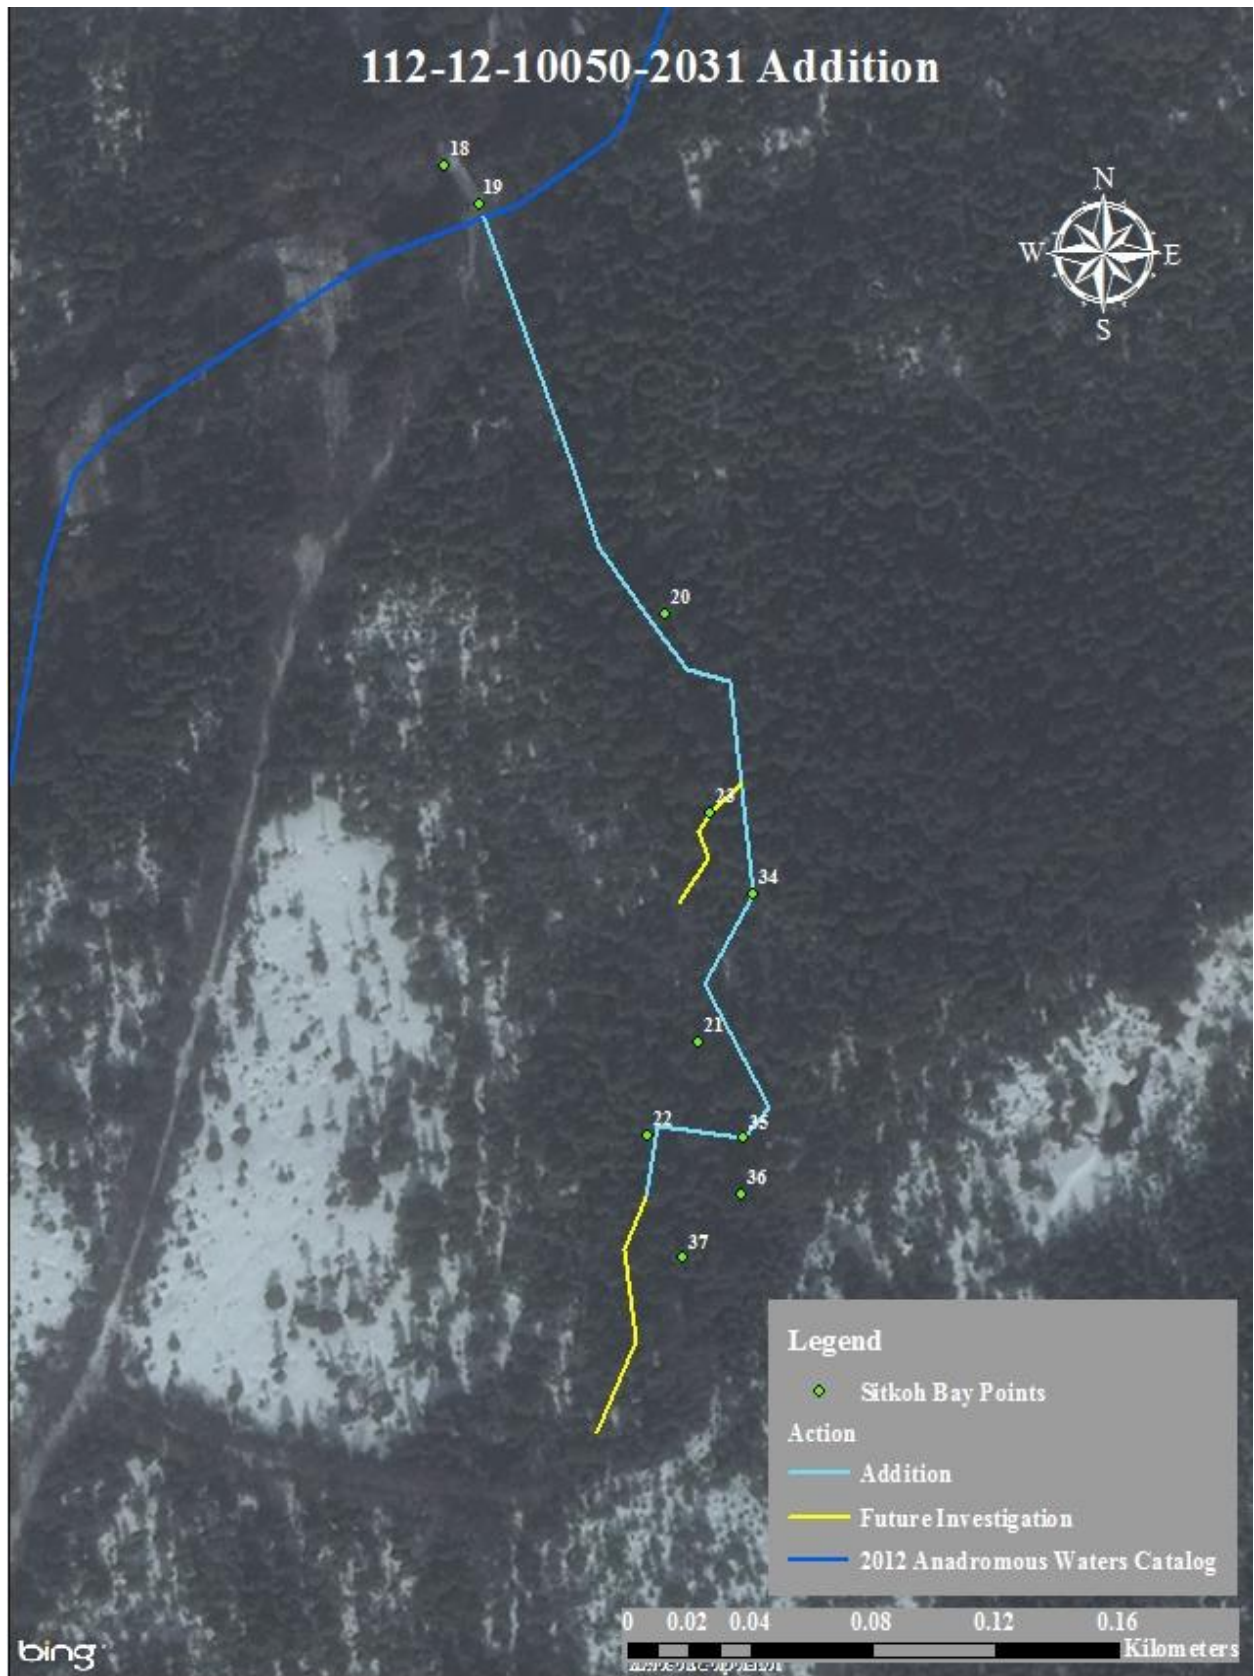 112-12-10050-2031 Addition
18
19
N
W E
S
20
23
34
21
22
35
36
37
Legend
Sitkoh Bay Points
Action
Addition
Future Investigation
2012 Anadromous Waters Catalog
0 0.02 0.04 0.08 0.12 0.16
Kilometers
bing